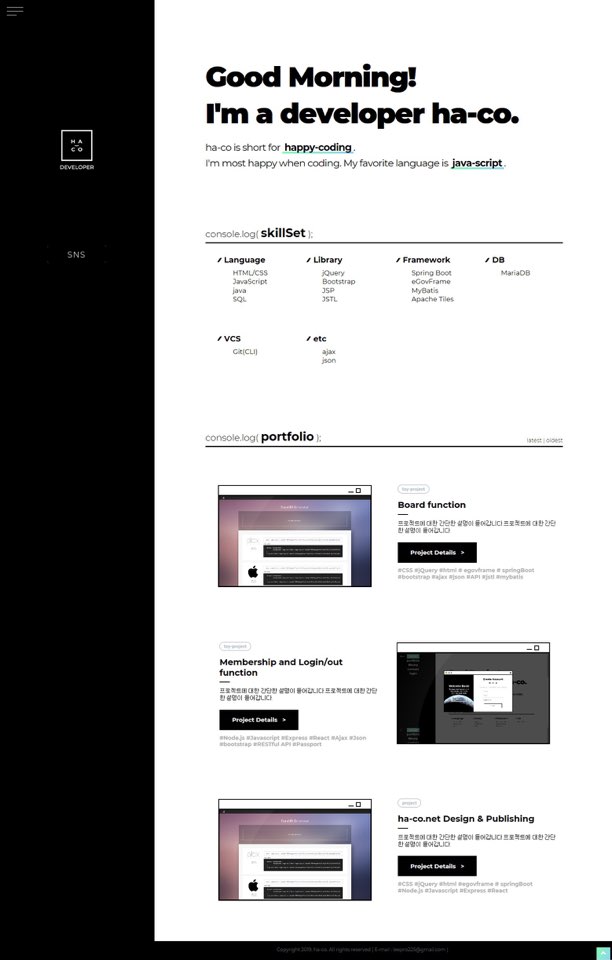 HA
CO
DEVELOPER
SNS
Good Morning!
I'm a developer ha-co.
ha-co is short for happy-coding.
I'm most happy when coding. My favorite language is java-script.
console.log( skillSet );
Language
HTML/CSS
JavaScript
java
SQL
Library
jQuery
Bootstrap
JSP
JSTL
Framework
Spring Boot
eGovFrame
MyBatis
Apache Tiles
DB
MariaDB
VCS
Git(CLI)
etc
ajax
json
console.log( portfolio );
latest | oldest
toy-project
Board function
프로젝트에 대한 간단한 설명이 들어갑니다 프로젝트에 대한 간단
한 설명이 들어갑니다
Project Details >
#CSS #jQuery #html # egovframe # springBoot
#bootstrap #ajax #json #API #jstl #mybatis
toy-project
Membership and Login/out
function
프로젝트에 대한 간단한 설명이 들어갑니다 프로젝트에 대한 간단
한 설명이 들어갑니다
Project Details >
#Node.js #Javascript #Express #React #Ajax #Json
#bootstrap #RESTful API #Passport
project
ha-co.net Design & Publishing
프로젝트에 대한 간단한 설명이 들어갑니다 프로젝트에 대한 간단
한 설명이 들어갑니다
Project Details >
#CSS #jQuery #html #egovframe # springBoot
#Node.js #Javascript #Express #React
Copyright 2019. ha-co. All rights reserved